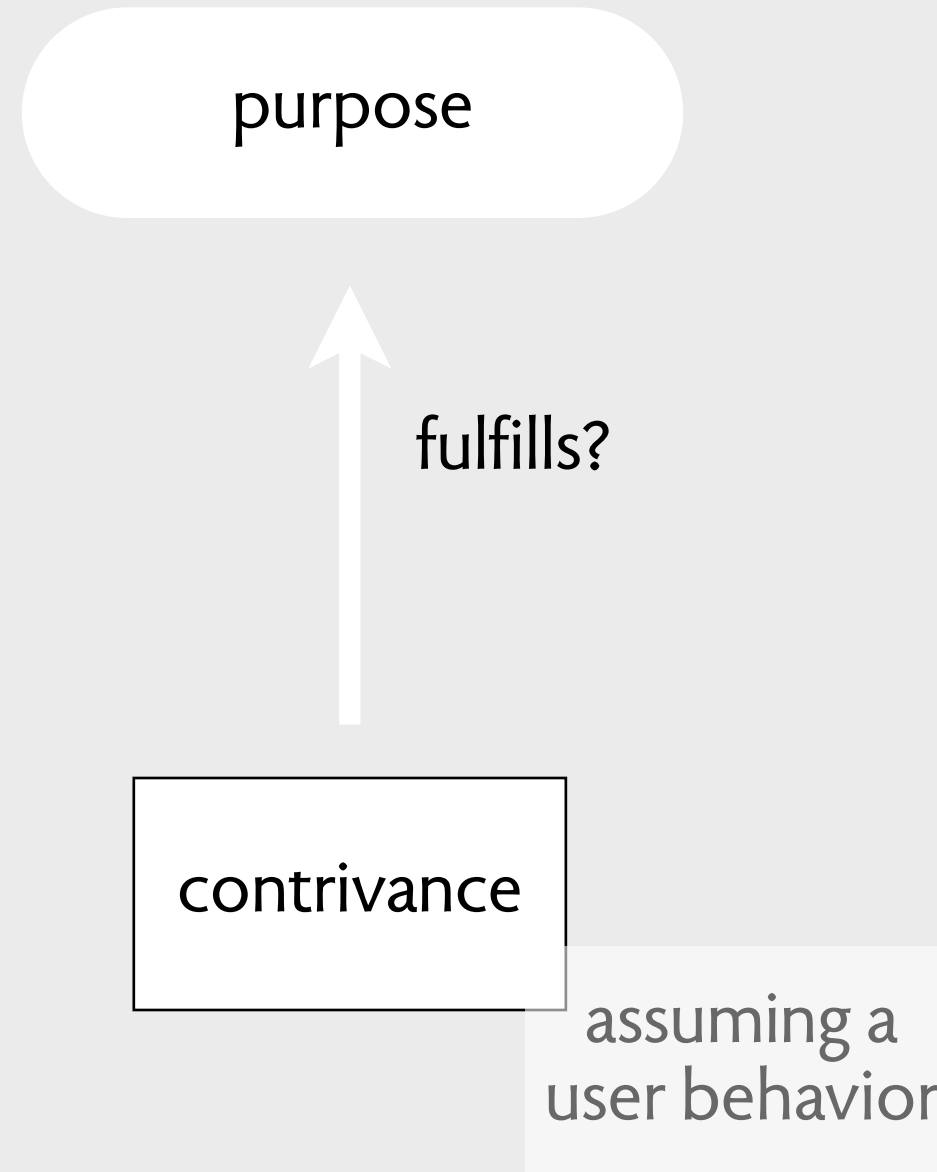 purpose
fulfills?
contrivance
assuming a
user behavior